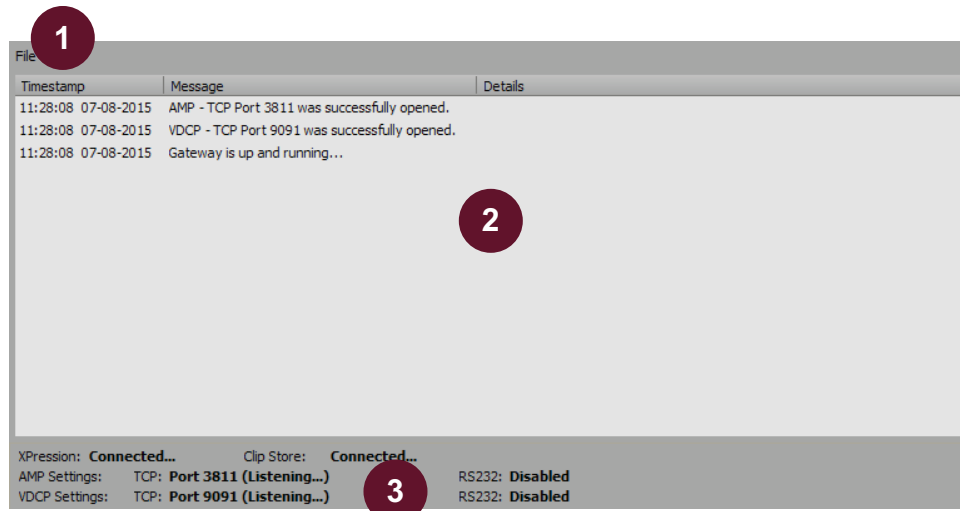 1
File
Timestamp Message Details
11:28:08 07-08-2015 AMP - TCP Port 3811 was successfully opened.
11:28:08 07-08-2015 VDCP - TCP Port 9091 was successfully opened.
11:28:08 07-08-2015 Gateway is up and running...
2
XPression: Connected... Clip Store: Connected...
AMP Settings: TCP: Port 3811 (Listening...) RS232: Disabled
VDCP Settings: TCP: Port 9091 (Listening...) 3 RS232: Disabled